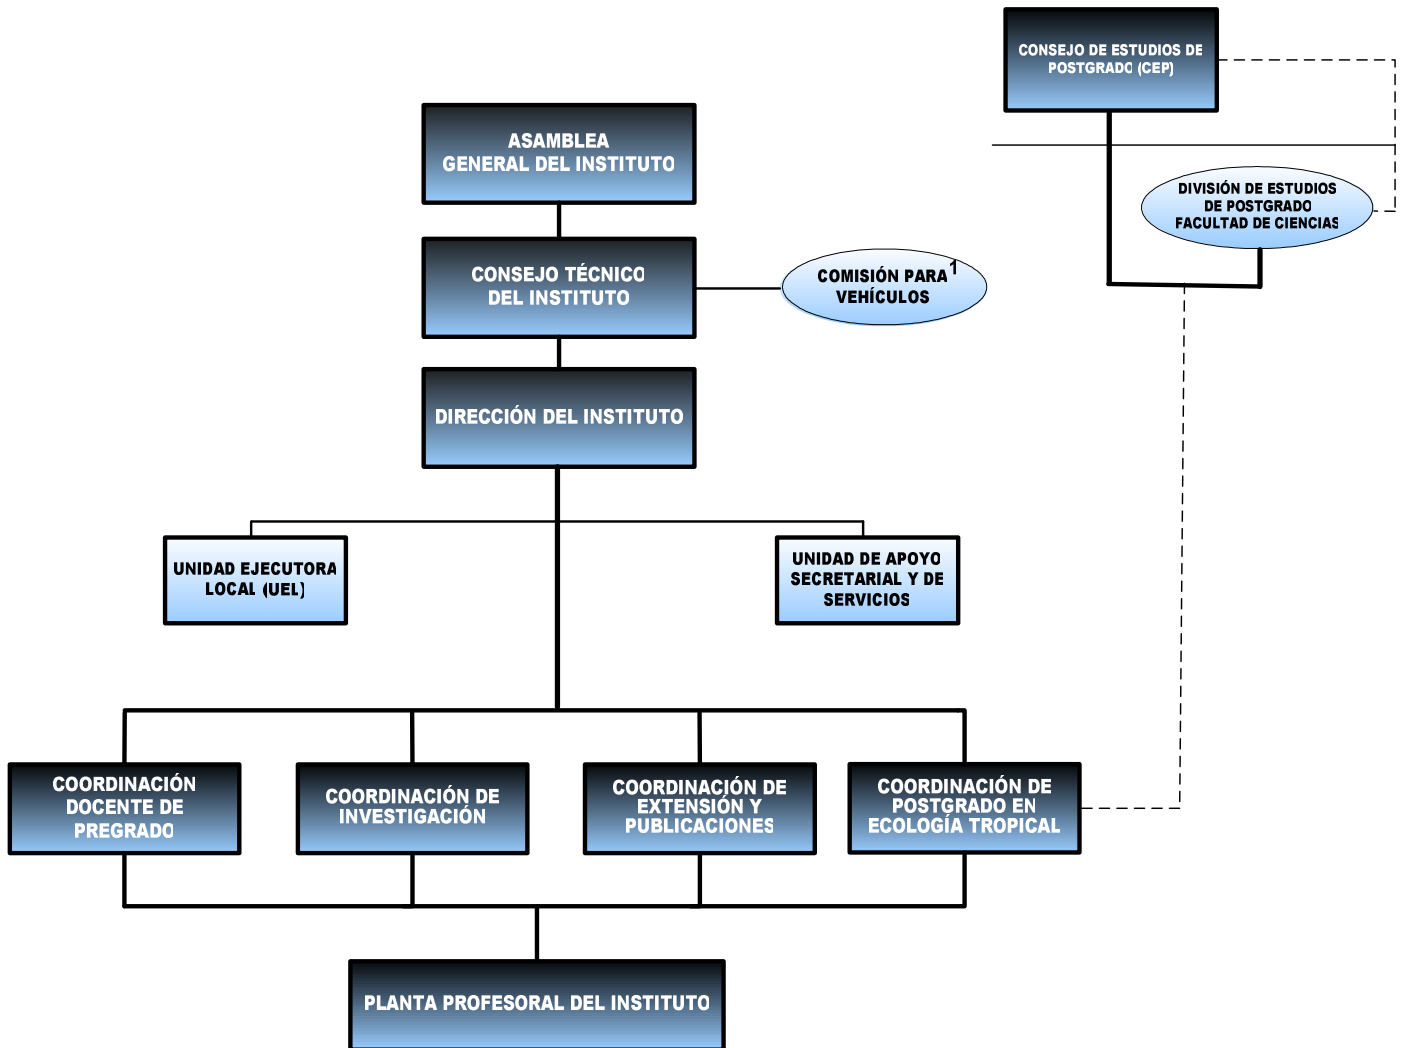 CONSEJO DE ESTUDIOS DE
POSTGRADO (CEP)
ASAMBLEA
GENERAL DEL INSTITUTO
DIVISIÓN DE ESTUDIOS
DE POSTGRADO
FACULTAD DE CIENCIAS
CONSEJO TÉCNICO
DEL INSTITUTO
COMISIÓN PARA 1
VEHÍCULOS
DIRECCIÓN DEL INSTITUTO
UNIDAD EJECUTORA
LOCAL (UEL)
UNIDAD DE APOYO
SECRETARIAL Y DE
SERVICIOS
COORDINACIÓN
DOCENTE DE
PREGRADO
COORDINACIÓN DE
INVESTIGACIÓN
COORDINACIÓN DE
EXTENSIÓN Y
PUBLICACIONES
COORDINACIÓN DE
POSTGRADO EN
ECOLOGÍA TROPICAL
PLANTA PROFESORAL DEL INSTITUTO